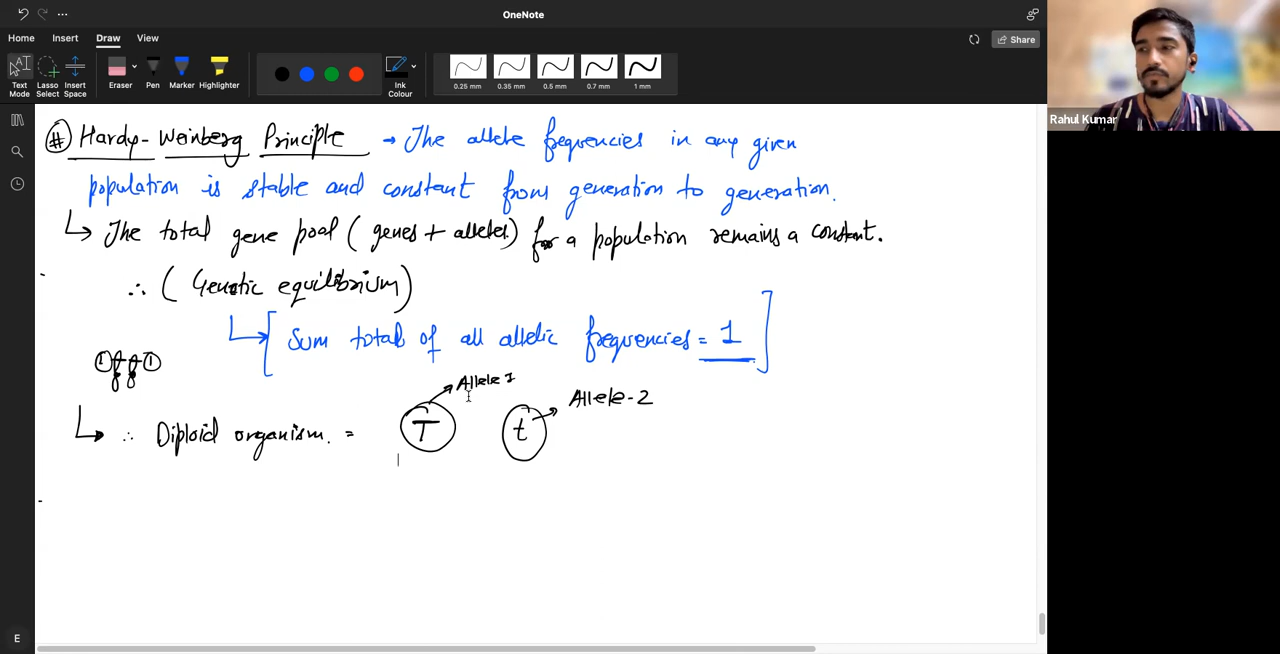 OneNote
Home Insert Draw View
Share
Text Mode
Lasso Select
Insert Space
Eraser
Pen
Marker
Highlighter
Ink Colour
0.25 mm
0.35 mm
0.5 mm
0.7 mm
1 mm
Rahul Kumar
# Hardy-Weinberg Principle → The allele frequencies in any given
population is stable and constant from generation to generation.
↳ The total gene pool (genes + alleles) for a population remains a constant.
∴ (Genetic equilibrium)
↳ [Sum total of all allelic frequencies = 1]
① ①
Allele 1
Allele-2
↳ ∴ Diploid organism. = T t
E